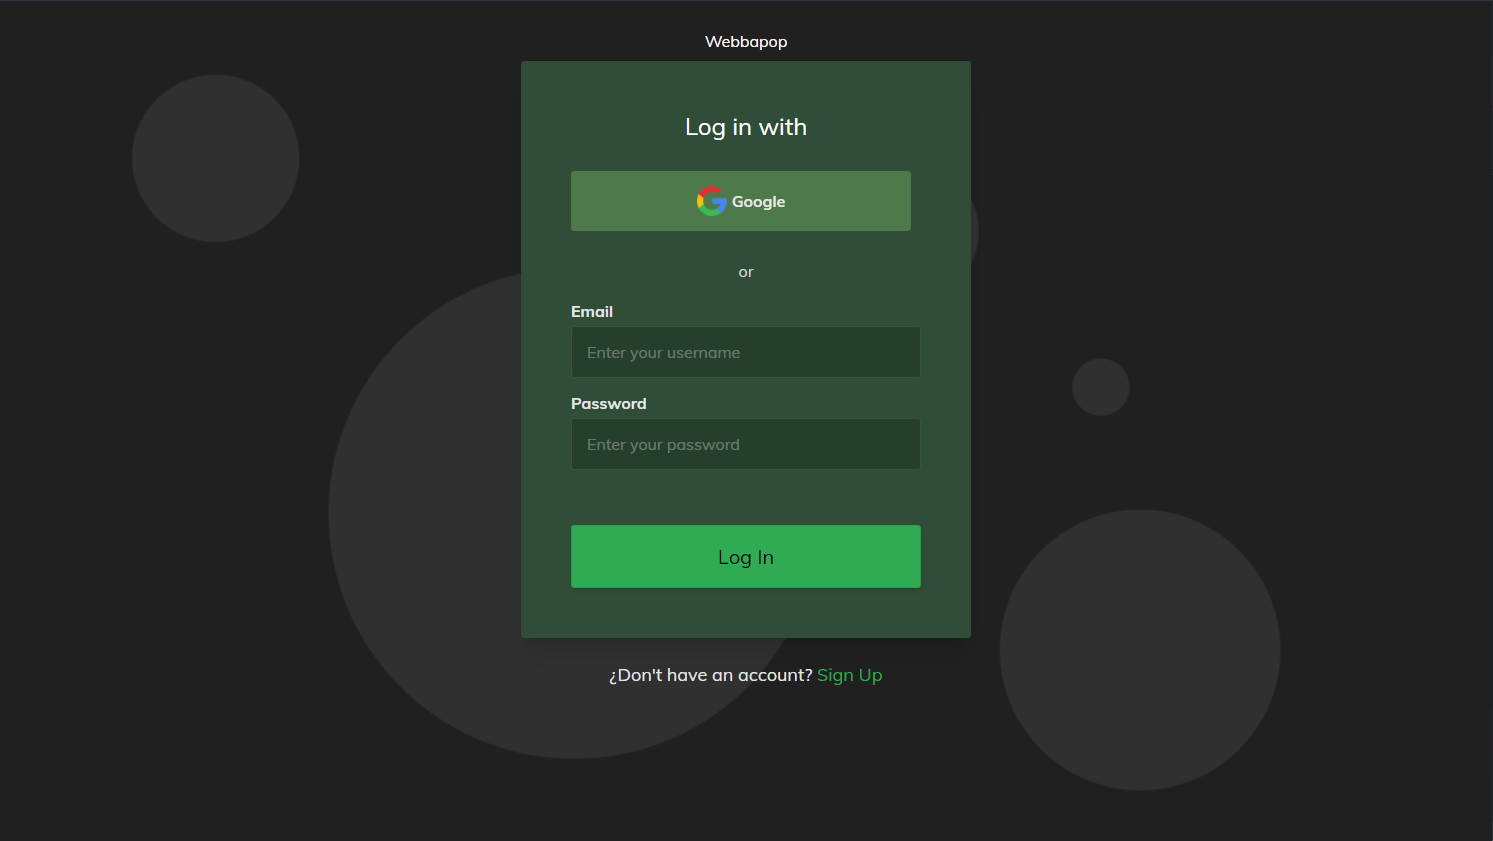 Webbapop
Log in with
Google
or
Email
Enter your username
Password
Enter your password
Log In
¿Don't have an account? Sign Up